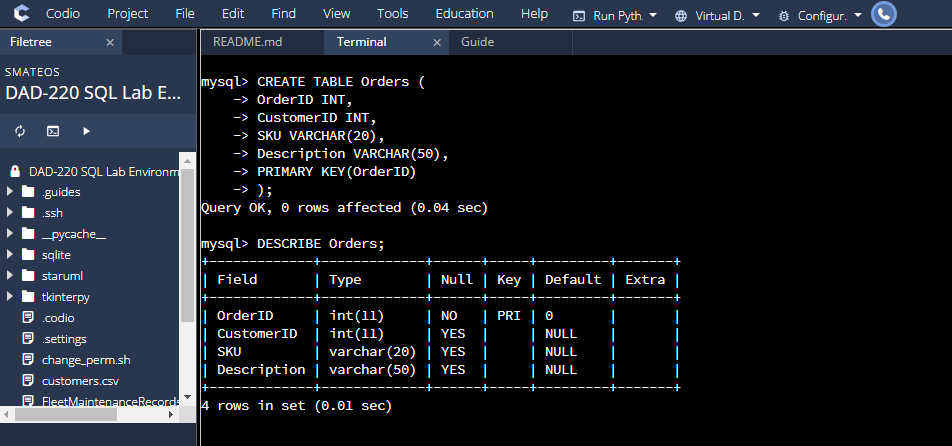 Codio Project File Edit Find View Tools Education Help Run Pyth. Virtual D. Configur.
Filetree × README.md Terminal × Guide
SMATEOS
DAD-220 SQL Lab E...
DAD-220 SQL Lab Environm
.guides
.ssh
__pycache__
sqlite
staruml
tkinterpy
.codio
.settings
change_perm.sh
customers.csv
FleetMaintenanceRecords
mysql> CREATE TABLE Orders (
-> OrderID INT,
-> CustomerID INT,
-> SKU VARCHAR(20),
-> Description VARCHAR(50),
-> PRIMARY KEY(OrderID)
-> );
Query OK, 0 rows affected (0.04 sec)
mysql> DESCRIBE Orders;
+-------------+-------------+------+-----+---------+-------+
| Field | Type | Null | Key | Default | Extra |
+-------------+-------------+------+-----+---------+-------+
| OrderID | int(11) | NO | PRI | 0 | |
| CustomerID | int(11) | YES | | NULL | |
| SKU | varchar(20) | YES | | NULL | |
| Description | varchar(50) | YES | | NULL | |
+-------------+-------------+------+-----+---------+-------+
4 rows in set (0.01 sec)